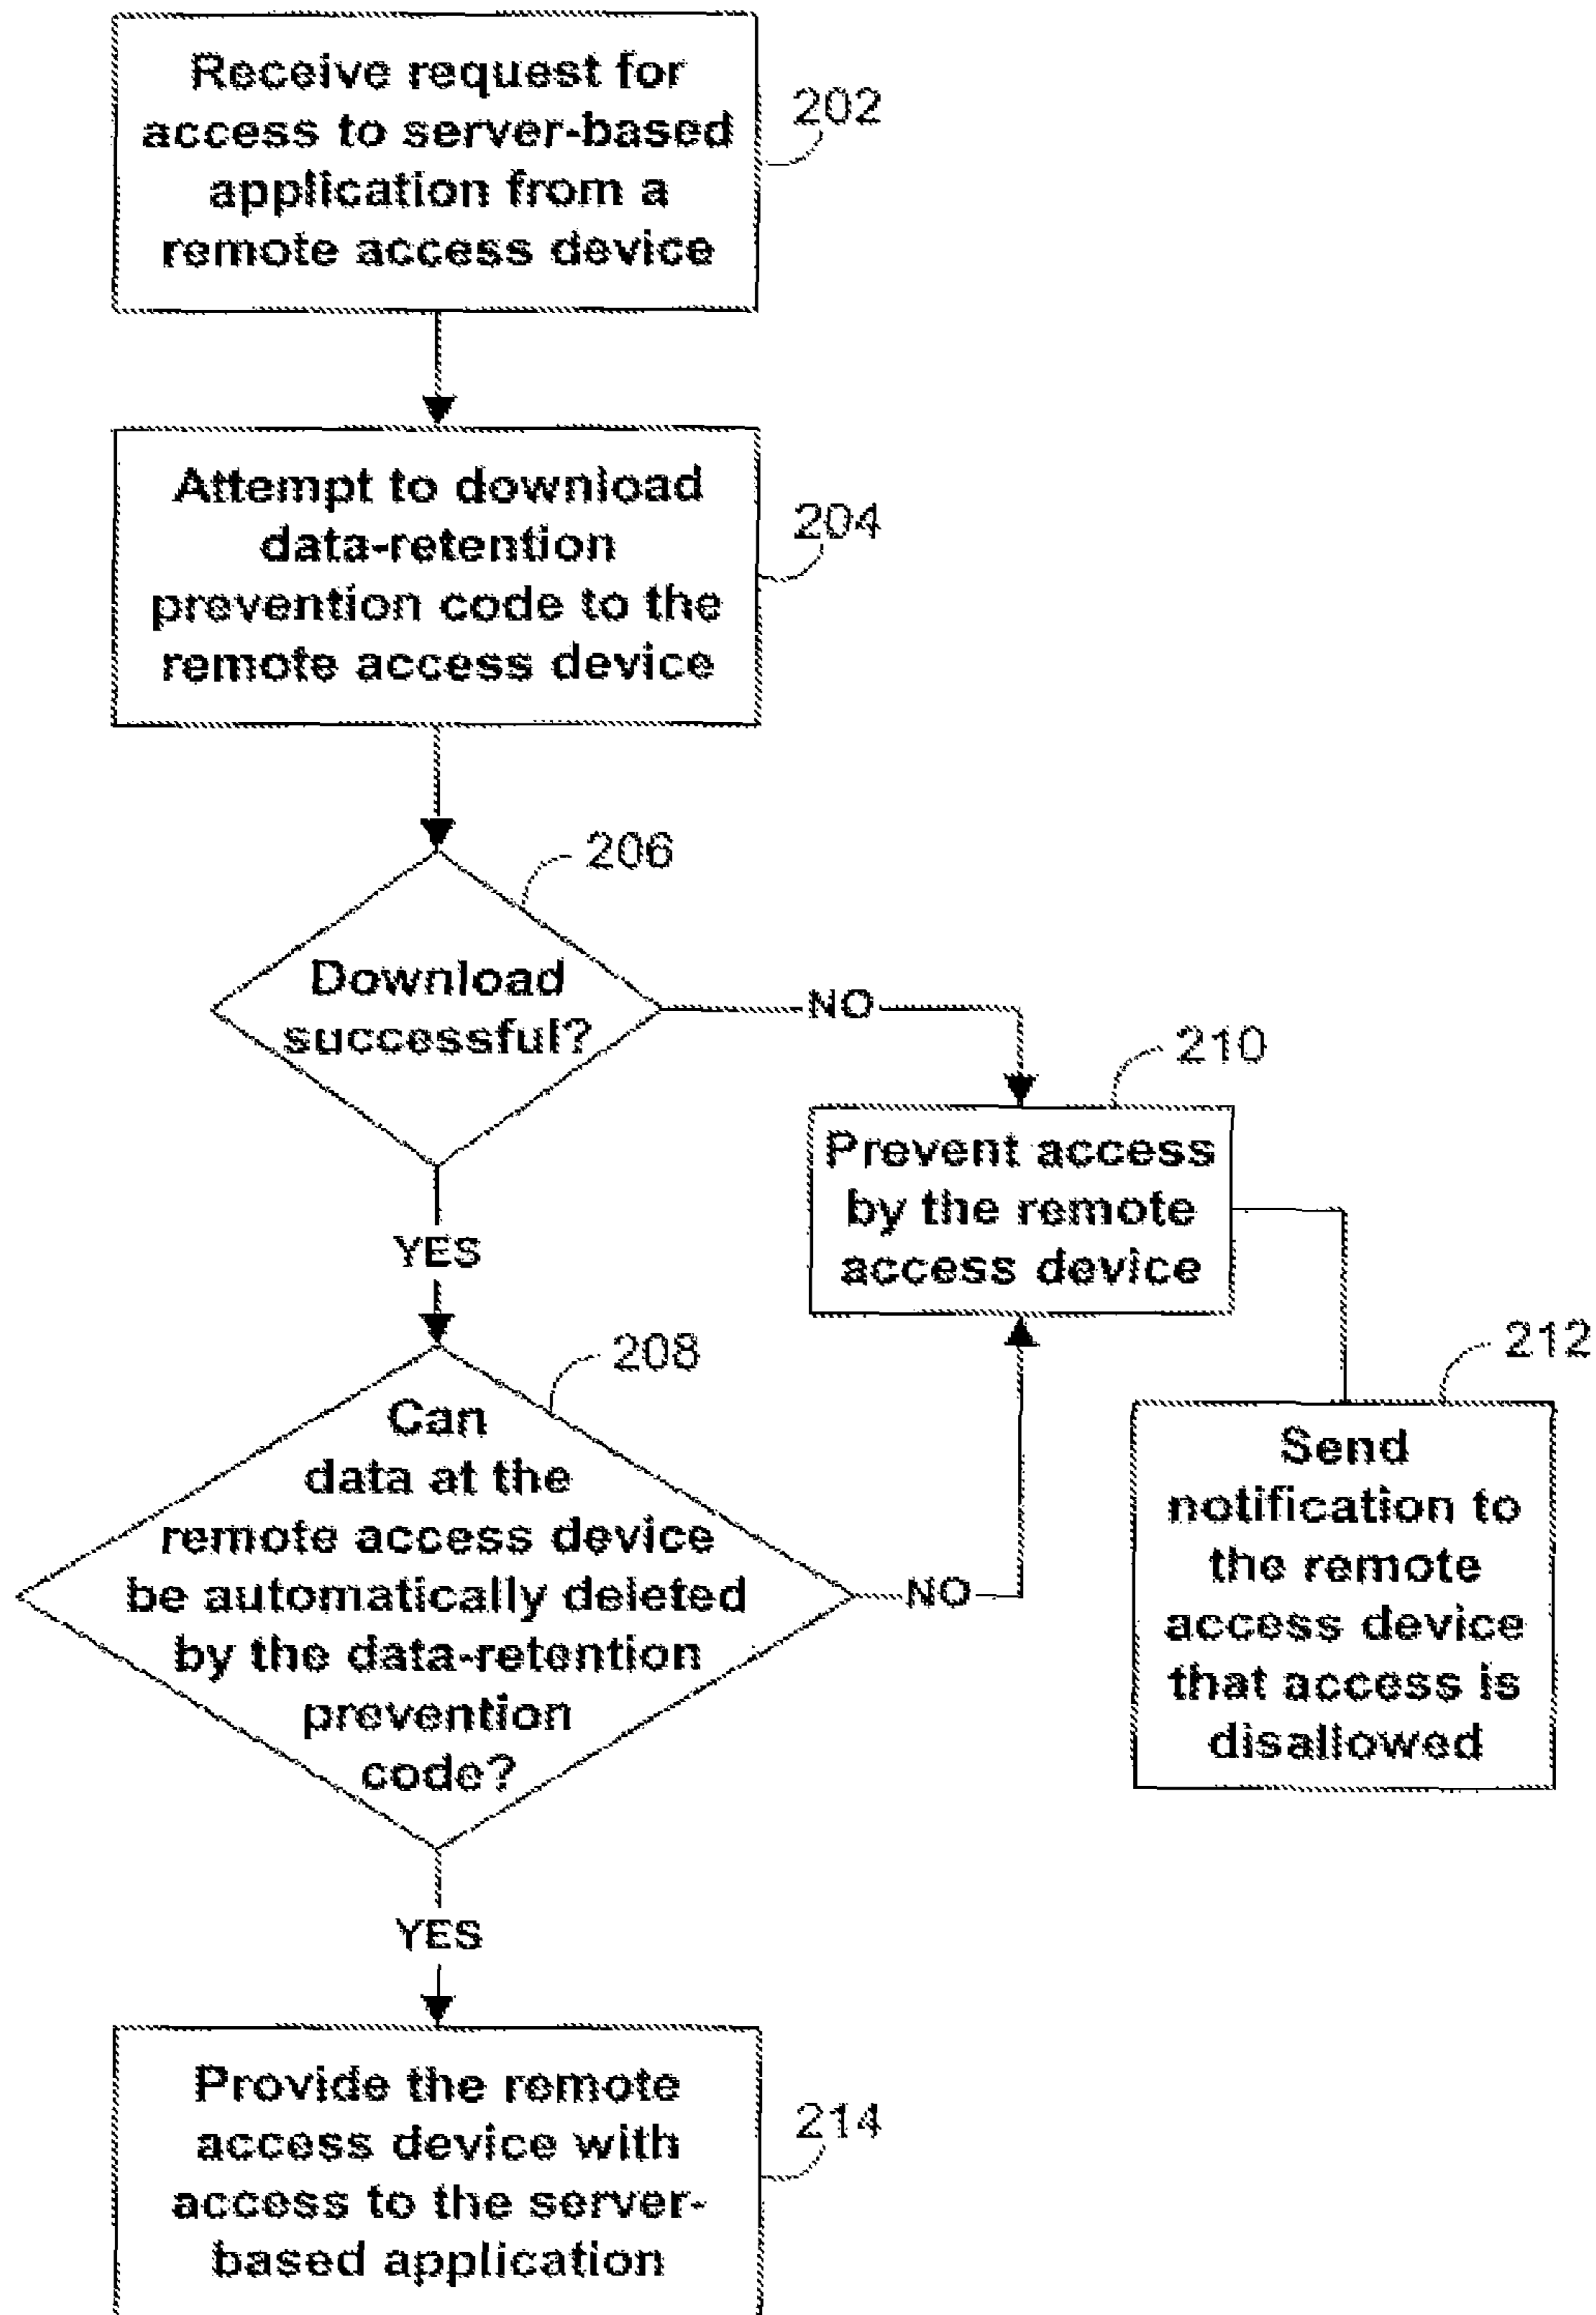 Receive request for
access to server-based
application from a
remote access device
202
Attempt to download
data-retention
prevention code to the
remote access device
204
206
Download
successful?
NO
210
Prevent access
by the remote
access device
YES
208
Can
data at the
remote access device
be automatically deleted
by the data-retention
prevention
code?
NO
212
Send
notification to
the remote
access device
that access is
disallowed
YES
Provide the remote
access device with
access to the server-
based application
214